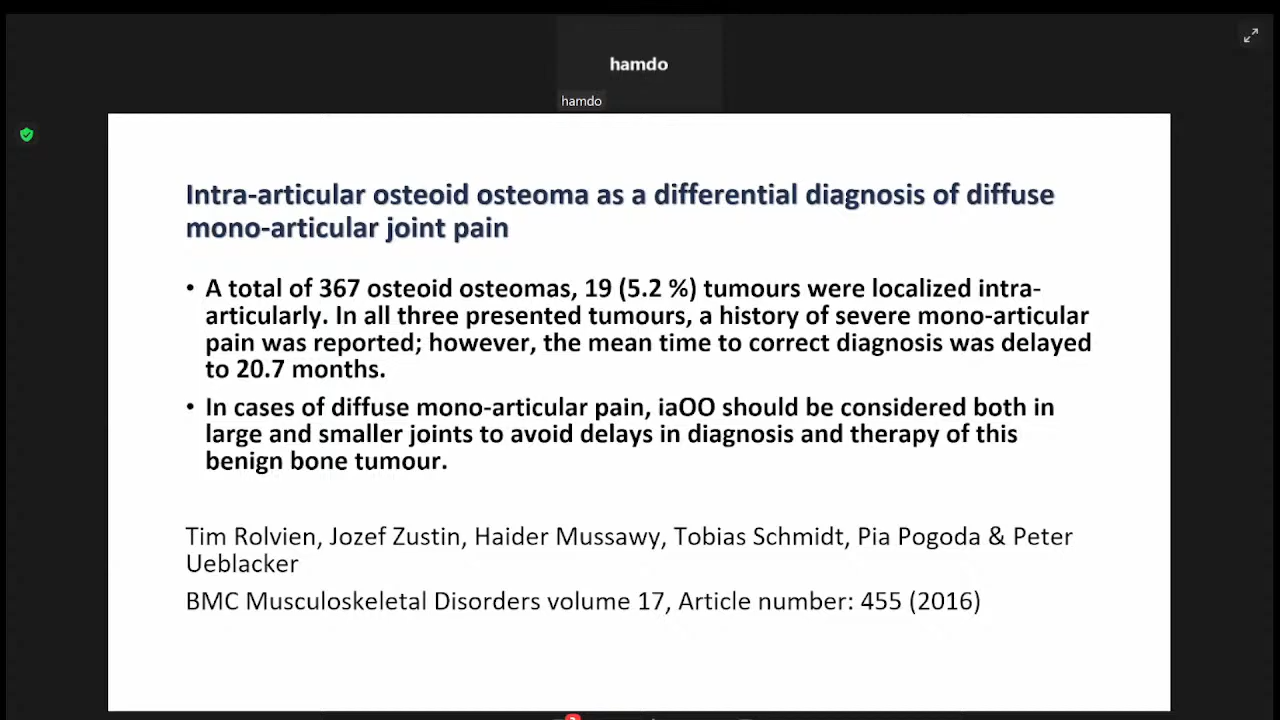 hamdo
hamdo
Intra-articular osteoid osteoma as a differential diagnosis of diffuse
mono-articular joint pain
• A total of 367 osteoid osteomas, 19 (5.2 %) tumours were localized intra-
articularly. In all three presented tumours, a history of severe mono-articular
pain was reported; however, the mean time to correct diagnosis was delayed
to 20.7 months.
• In cases of diffuse mono-articular pain, iaOO should be considered both in
large and smaller joints to avoid delays in diagnosis and therapy of this
benign bone tumour.
Tim Rolvien, Jozef Zustin, Haider Mussawy, Tobias Schmidt, Pia Pogoda & Peter
Ueblacker
BMC Musculoskeletal Disorders volume 17, Article number: 455 (2016)